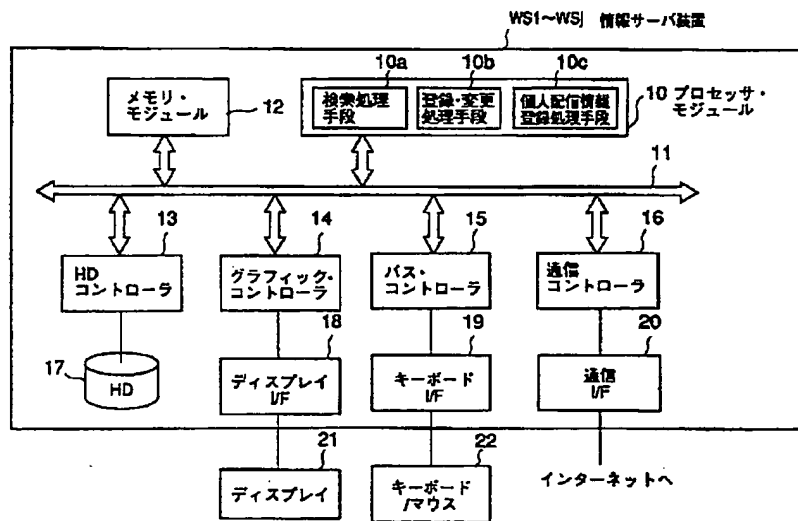 WS1〜WSj 情報サーバ装置
10a
10b
10c
メモリ・
モジュール
12
検索処理
手段
登録・変更
処理手段
個人配信情報
登録処理手段
10 プロセッサ・
モジュール
11
13
14
15
16
HD
コントローラ
グラフィック・
コントローラ
バス・
コントローラ
通信
コントローラ
18
19
20
17
HD
ディスプレイ
I/F
キーボード
I/F
通信
I/F
21
22
ディスプレイ
キーボード
/マウス
インターネットへ